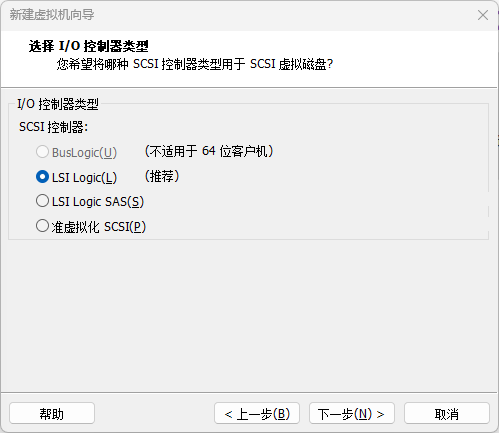 新建虚拟机向导
选择 I/O 控制器类型
您希望将哪种 SCSI 控制器类型用于 SCSI 虚拟磁盘?
I/O 控制器类型
SCSI 控制器:
BusLogic(U) (不适用于 64 位客户机)
LSI Logic(L) (推荐)
LSI Logic SAS(S)
准虚拟化 SCSI(P)
帮助 < 上一步(B) 下一步(N) > 取消